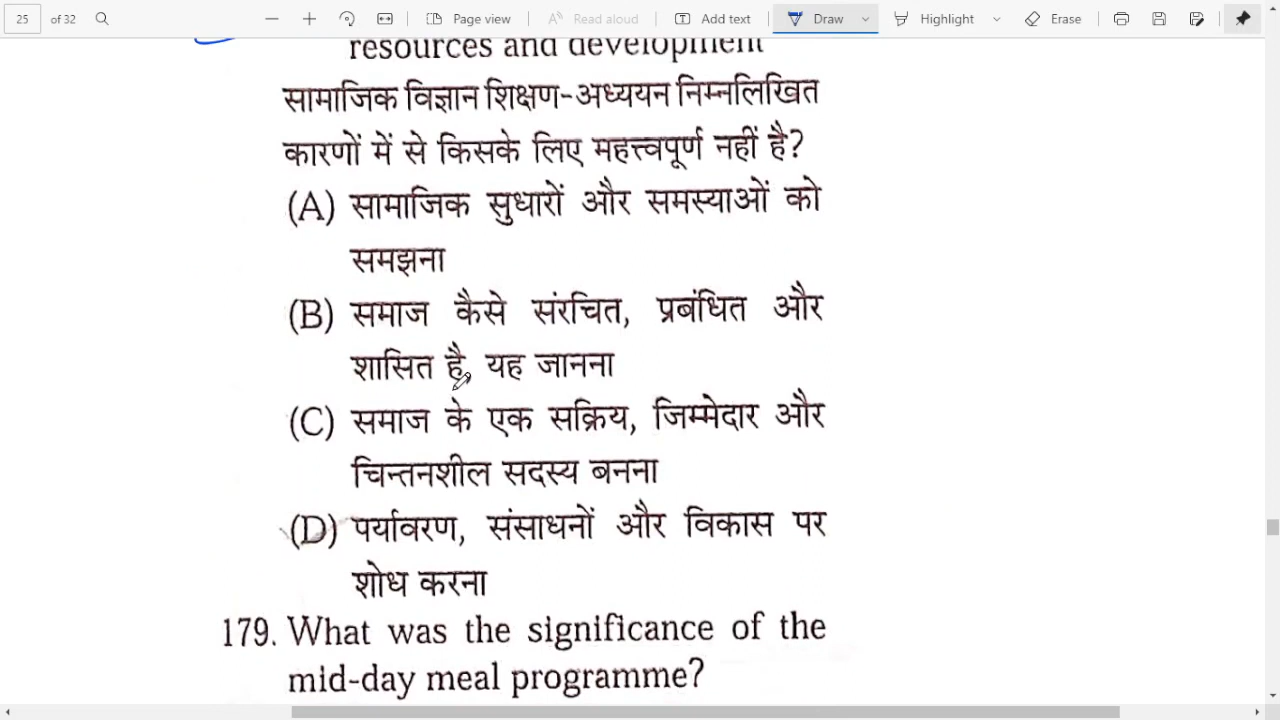 25 of 32 Page view Read aloud Add text Draw Highlight Erase
resources and development
सामाजिक विज्ञान शिक्षण-अध्ययन निम्नलिखित
कारणों में से किसके लिए महत्त्वपूर्ण नहीं है?
(A) सामाजिक सुधारों और समस्याओं को
समझना
(B) समाज कैसे संरचित, प्रबंधित और
शासित है, यह जानना
(C) समाज के एक सक्रिय, जिम्मेदार और
चिन्तनशील सदस्य बनना
(D) पर्यावरण, संसाधनों और विकास पर
शोध करना
179. What was the significance of the
mid-day meal programme?